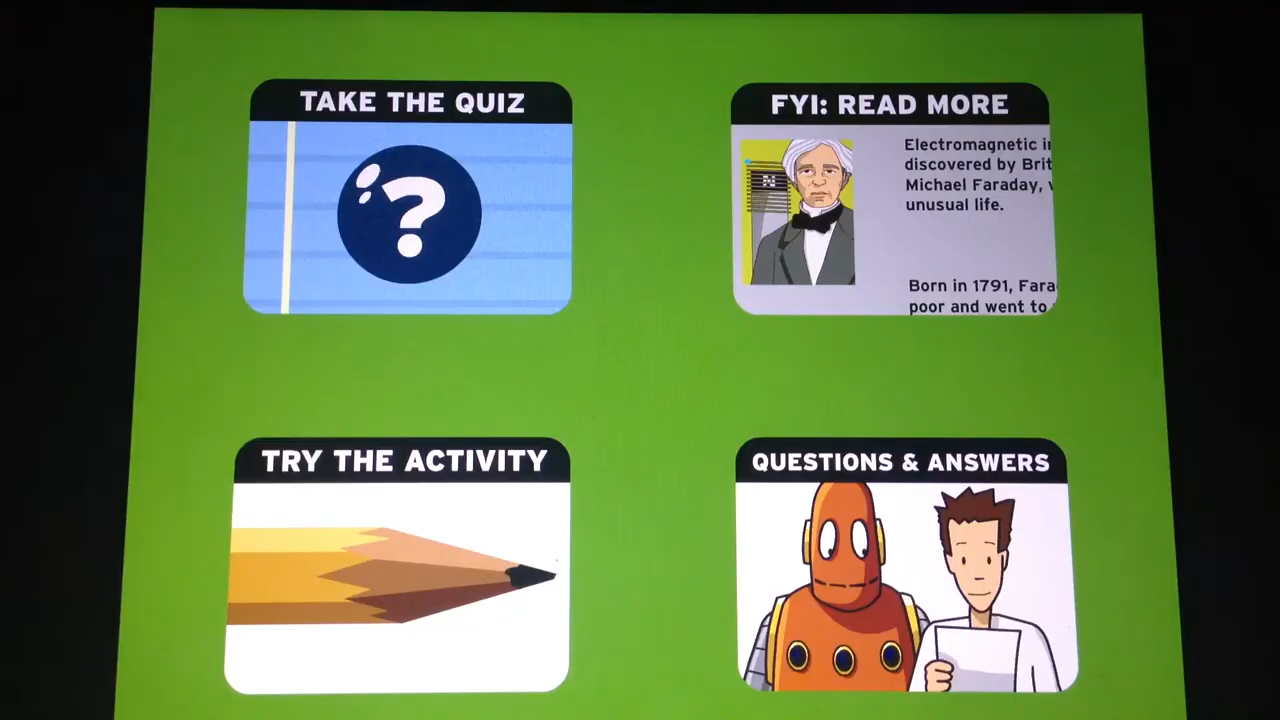 TAKE THE QUIZ
?
FYI: READ MORE
Electromagnetic
discovered by
Michael Faraday,
unusual life.
Born in 1791,
poor and went to
TRY THE ACTIVITY
QUESTIONS & ANSWERS